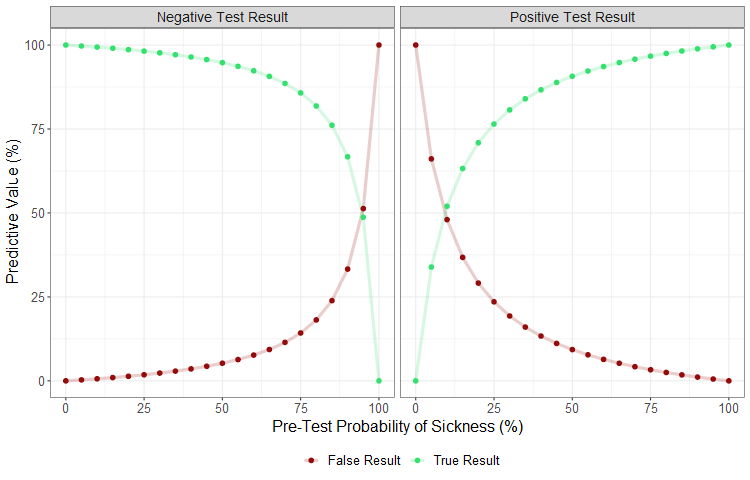 Negative Test Result
Positive Test Result
Predictive Value (%)
100
75
50
25
0
0 25 50 75 100
0 25 50 75 100
Pre-Test Probability of Sickness (%)
False Result True Result